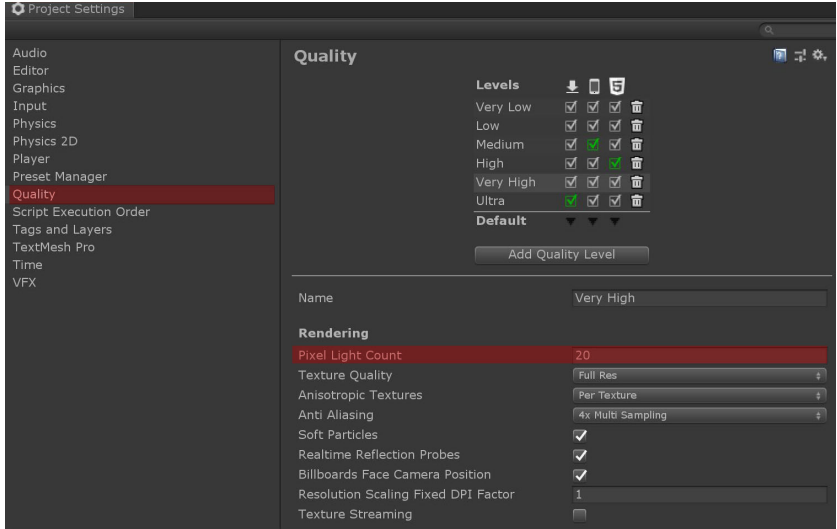 Project Settings
Audio
Editor
Graphics
Input
Physics
Physics 2D
Player
Preset Manager
Quality
Script Execution Order
Tags and Layers
TextMesh Pro
Time
VFX
Quality
Levels
Very Low
Low
Medium
High
Very High
Ultra
Default
Add Quality Level
Name Very High
Rendering
Pixel Light Count 20
Texture Quality Full Res
Anisotropic Textures Per Texture
Anti Aliasing 4x Multi Sampling
Soft Particles
Realtime Reflection Probes
Billboards Face Camera Position
Resolution Scaling Fixed DPI Factor 1
Texture Streaming